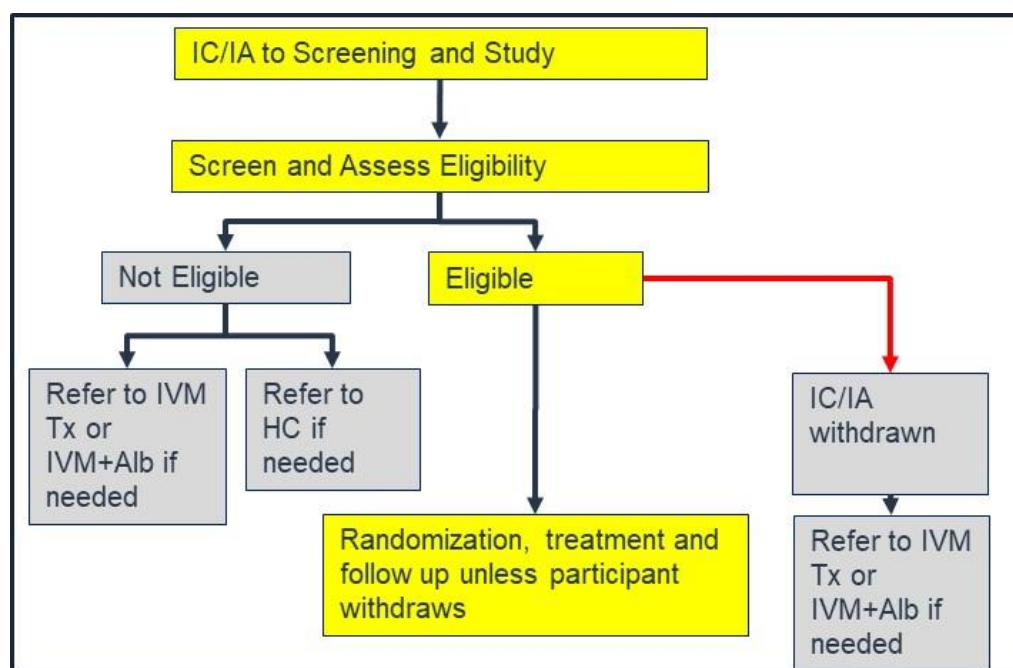 IC/IA to Screening and Study
Screen and Assess Eligibility
Not Eligible
Eligible
Refer to IVM
Tx or
IVM+Alb if
needed
Refer to
HC if
needed
IC/IA
withdrawn
Randomization, treatment and
follow up unless participant
withdraws
Refer to IVM
Tx or
IVM+Alb if
needed